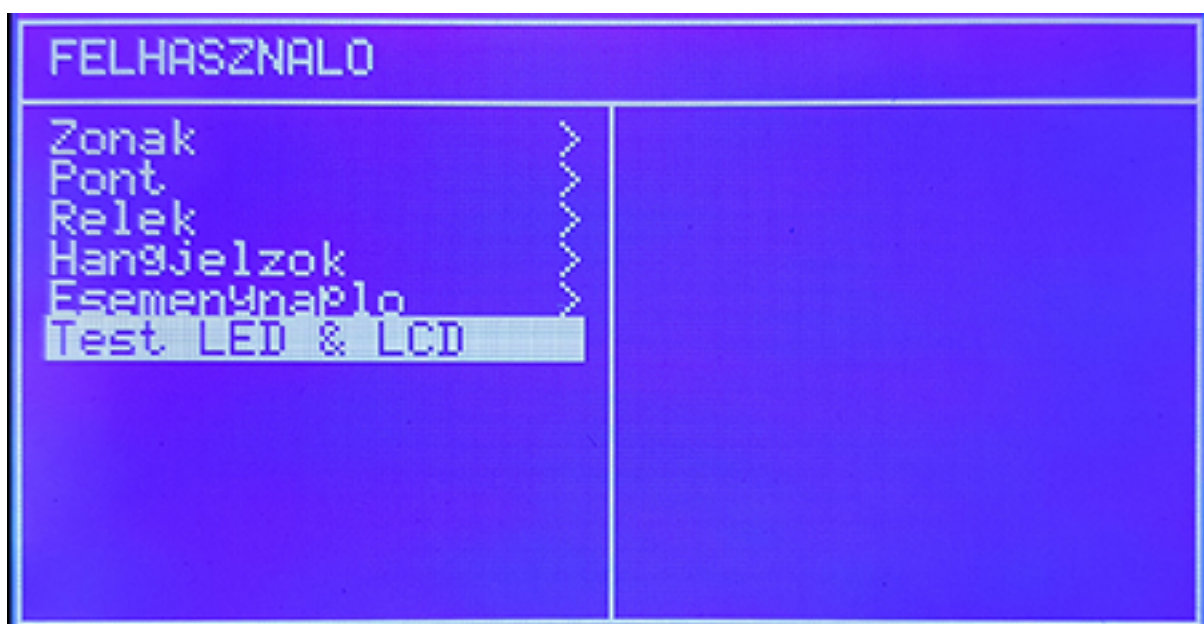 FELHASZNALO
Zonak >
Pont >
Relek >
Hangjelzok >
Esemenynaplo >
Test LED & LCD